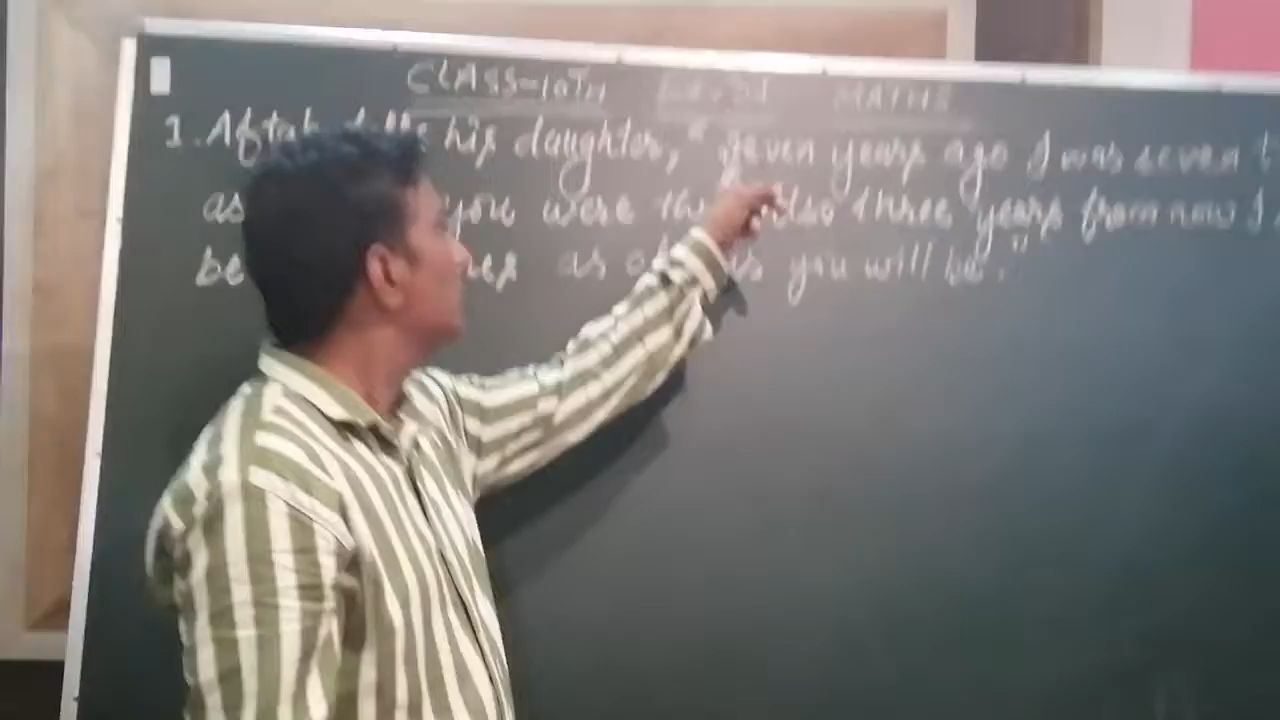 CLASS-10TH MATHS
1. Aftab his daughter, " seven years ago I was seven
as you were also three years from now I
be as as you will be."